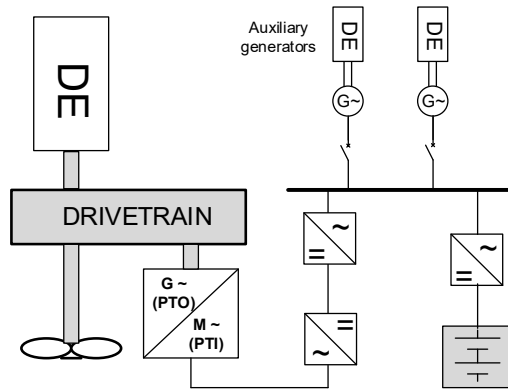 Auxiliary
generators
DE
DE
DE
G~
G~
DRIVETRAIN
~
=
~
=
G ~
(PTO)
M ~
(PTI)
=
~